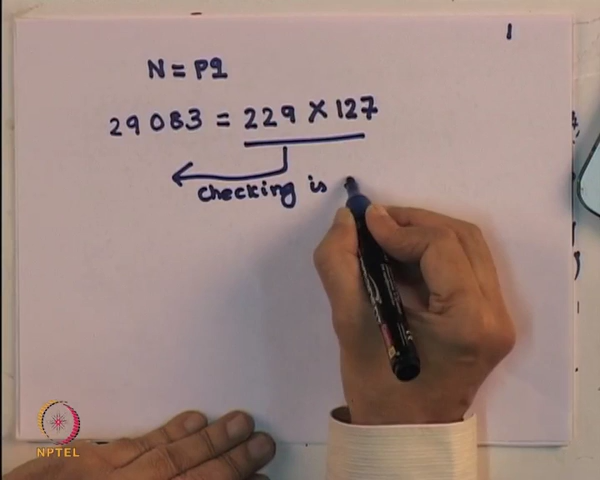 1
N = PQ
29083 = 229 × 127
checking is
NPTEL